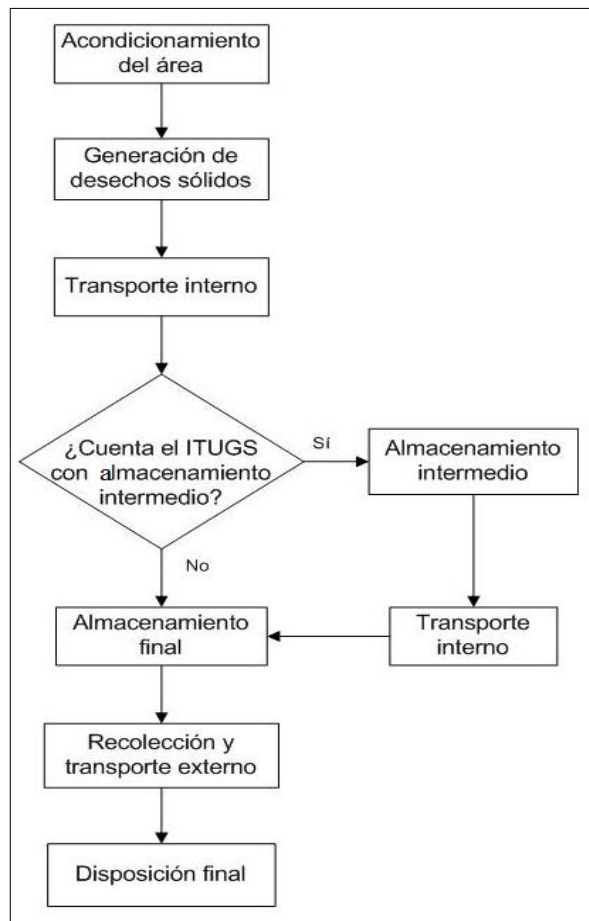 Acondicionamiento
del área
Generación de
desechos sólidos
Transporte interno
¿Cuenta el ITUGS
con almacenamiento
intermedio?
Sí
Almacenamiento
intermedio
No
Almacenamiento
final
Transporte
interno
Recolección y
transporte externo
Disposición final